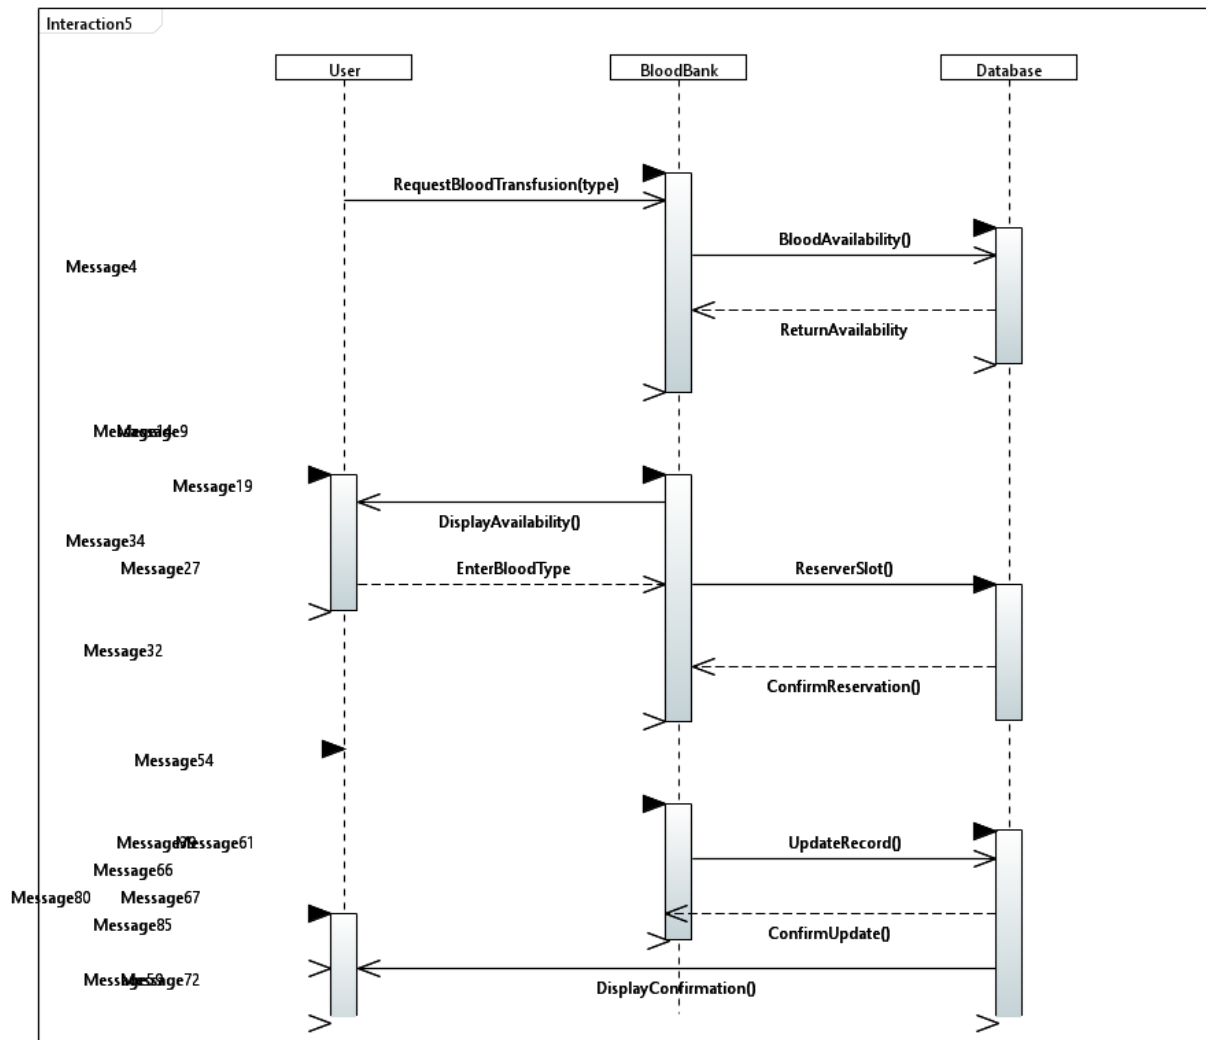 Interaction5
User
BloodBank
Database
RequestBloodTransfusion(type)
BloodAvailability()
Message4
ReturnAvailability
Message9
Message19
DisplayAvailability()
Message34
Message27
EnterBloodType
ReserverSlot()
Message32
ConfirmReservation()
Message54
Message61
UpdateRecord()
Message66
Message80
Message67
Message85
ConfirmUpdate()
Message72
DisplayConfirmation()